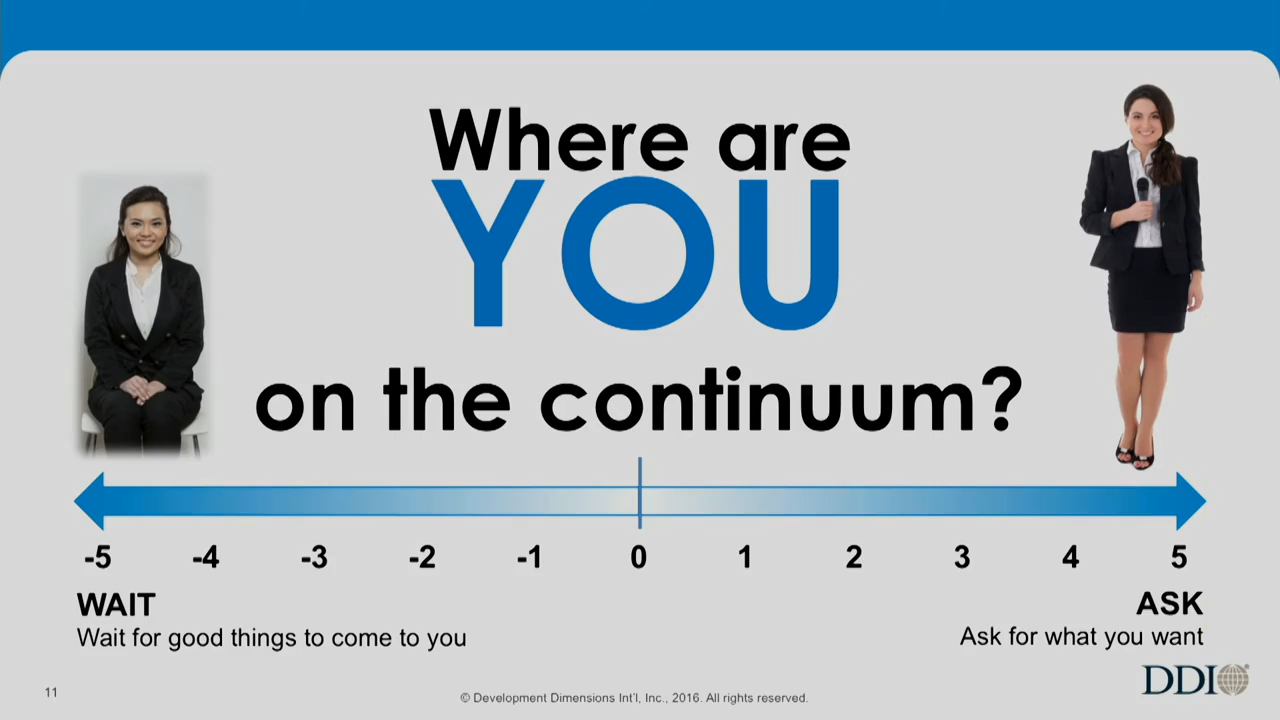 Where are
YOU
on the continuum?
-5 -4 -3 -2 -1 0 1 2 3 4 5
WAIT
Wait for good things to come to you
ASK
Ask for what you want
DDI
11
© Development Dimensions Int'l, Inc., 2016. All rights reserved.